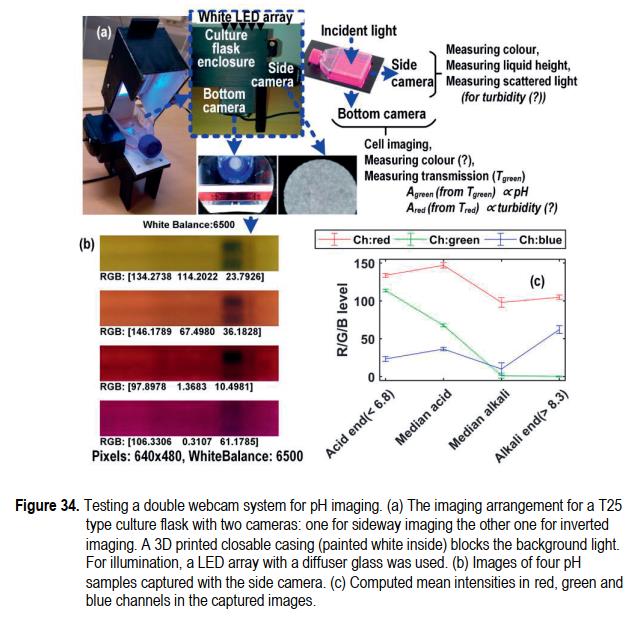 (a)
White LED array
Culture
flask
enclosure
Side
camera
Bottom
camera
Incident light
Side
camera
Measuring colour,
Measuring liquid height,
Measuring scattered light
(for turbidity (?))
Bottom camera
Cell imaging,
Measuring colour (?),
Measuring transmission (Tgreen)
Agreen (from Tgreen) ∝pH
Ared (from Tred) ∝turbidity (?)
White Balance:6500
(b)
RGB: [134.2738 114.2022 23.7926]
RGB: [146.1789 67.4980 36.1828]
RGB: [97.8978 1.3683 10.4981]
RGB: [106.3306 0.3107 61.1785]
Pixels: 640x480, WhiteBalance: 6500
Ch:red Ch:green Ch:blue
(c)
R/G/B level
150
100
50
0
Acid end(< 6.8)
Median acid
Median alkali
Alkali end(> 8.3)
Figure 34. Testing a double webcam system for pH imaging. (a) The imaging arrangement for a T25
type culture flask with two cameras: one for sideway imaging the other one for inverted
imaging. A 3D printed closable casing (painted white inside) blocks the background light.
For illumination, a LED array with a diffuser glass was used. (b) Images of four pH
samples captured with the side camera. (c) Computed mean intensities in red, green and
blue channels in the captured images.